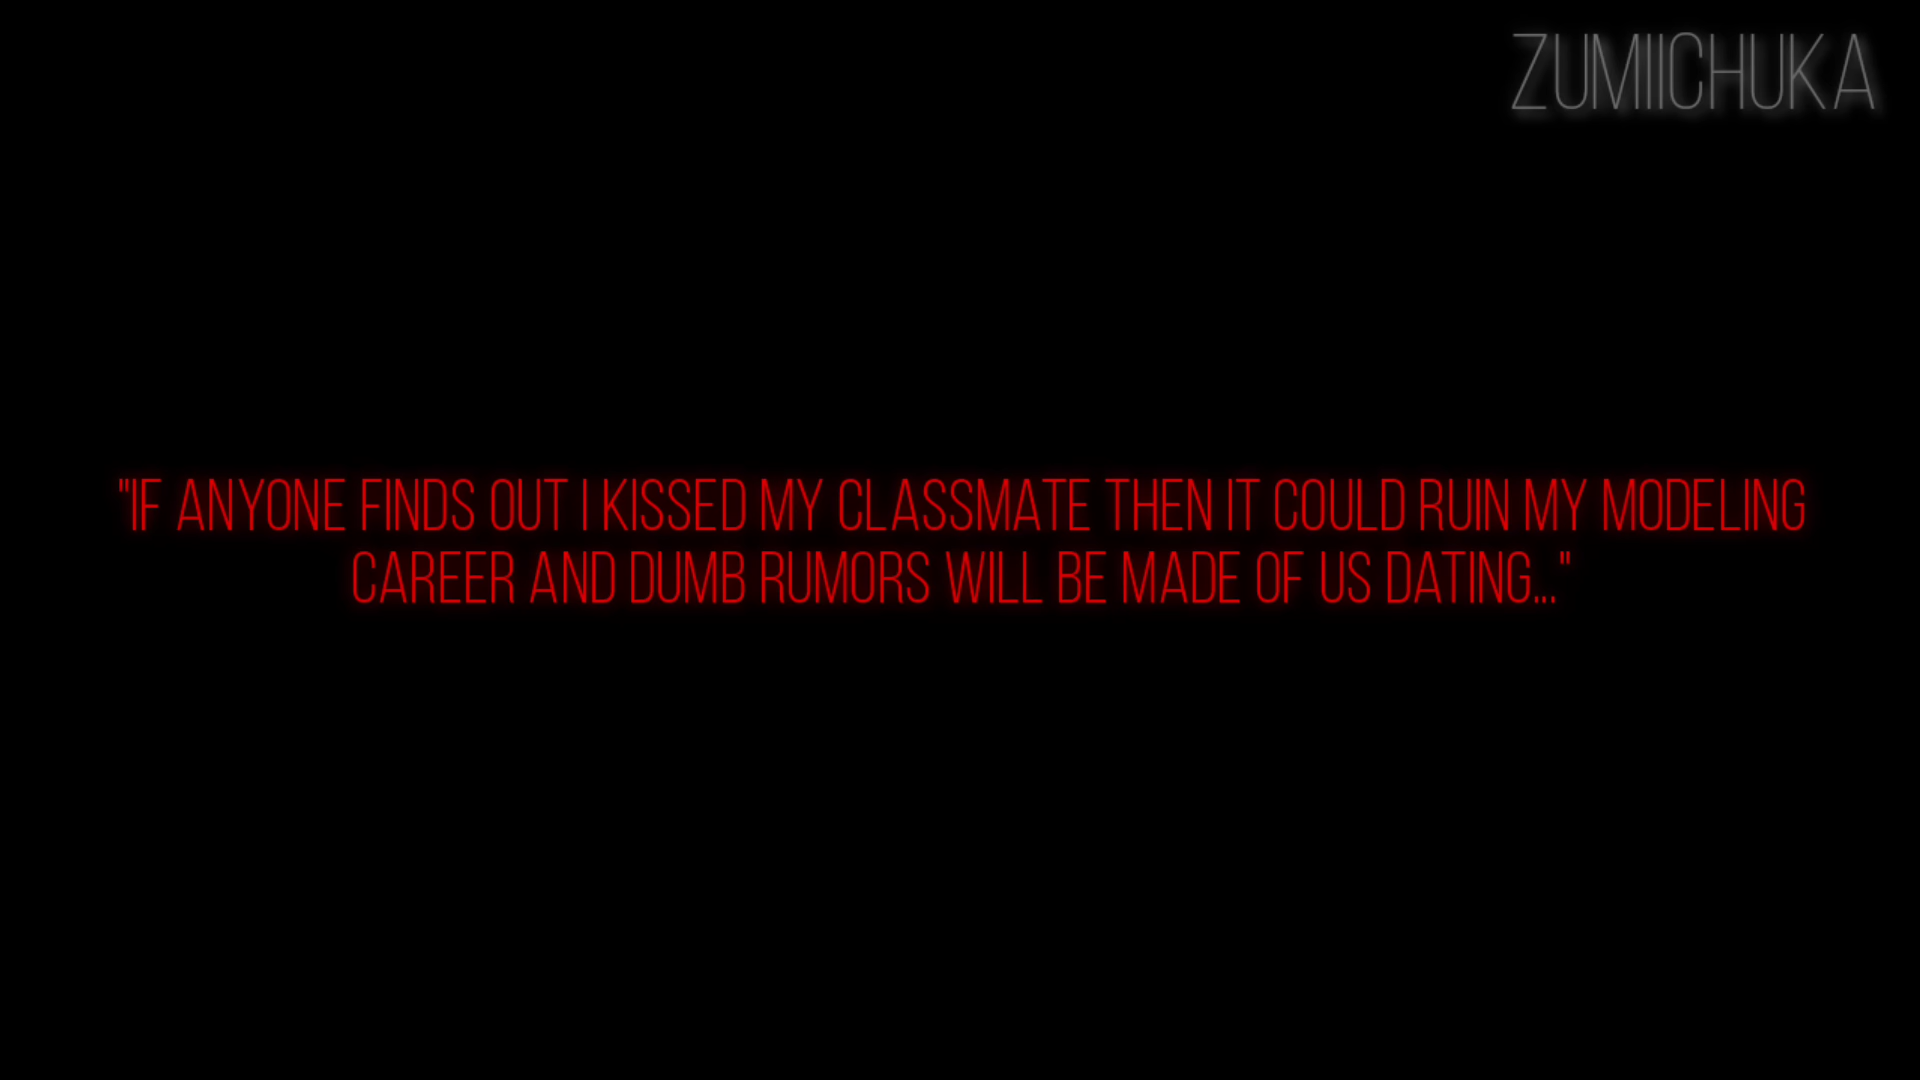 ZUMIICHUKA
"IF ANYONE FINDS OUT I KISSED MY CLASSMATE THEN IT COULD RUIN MY MODELING
CAREER AND DUMB RUMORS WILL BE MADE OF US DATING..."